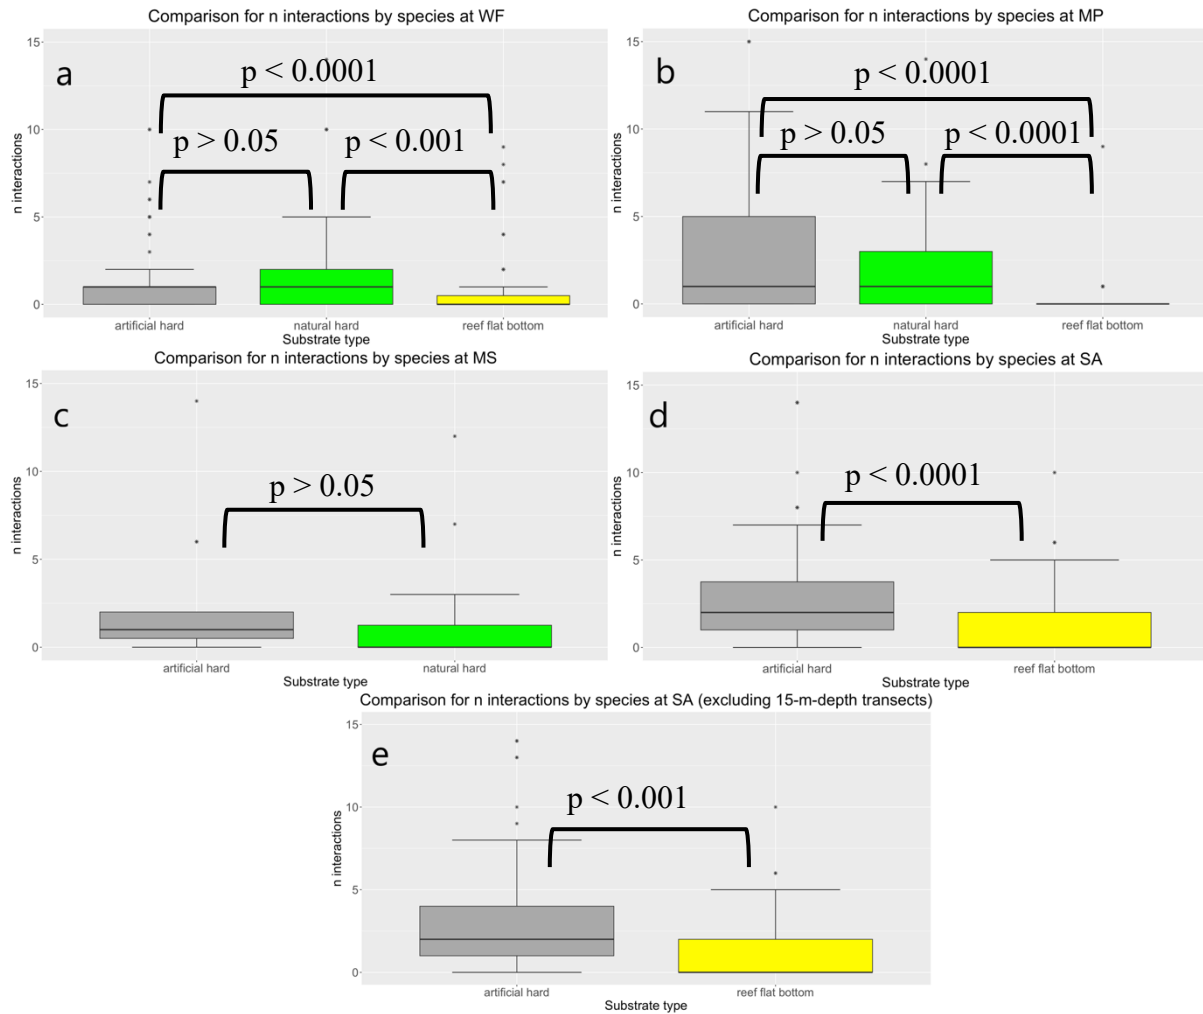 Comparison for n interactions by species at WF
a
15
10
5
0
n interactions
p < 0.0001
p > 0.05
p < 0.001
artificial hard
natural hard
reef flat bottom
Substrate type
Comparison for n interactions by species at MP
b
15
10
5
0
n interactions
p < 0.0001
p > 0.05
p < 0.0001
artificial hard
natural hard
reef flat bottom
Substrate type
Comparison for n interactions by species at MS
c
15
10
5
0
n interactions
p > 0.05
artificial hard
natural hard
Substrate type
Comparison for n interactions by species at SA
d
15
10
5
0
n interactions
p < 0.0001
artificial hard
reef flat bottom
Substrate type
Comparison for n interactions by species at SA (excluding 15-m-depth transects)
e
15
10
5
0
n interactions
p < 0.001
artificial hard
reef flat bottom
Substrate type